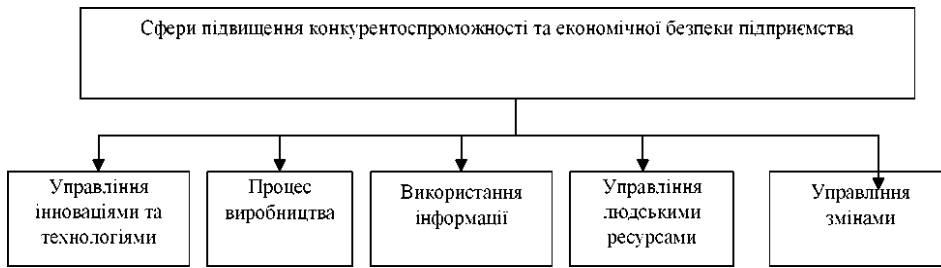 Сфери підвищення конкурентоспроможності та економічної безпеки підприємства
Управління
інноваціями та
технологіями
Процес
виробництва
Використання
інформації
Управління
людськими
ресурсами
Управління
змінами